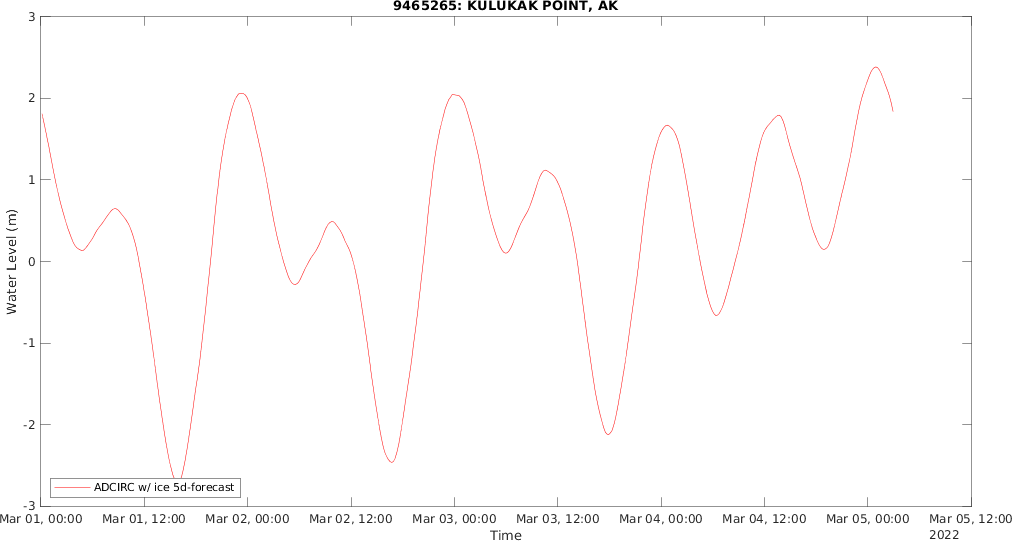 9465265: KULUKAK POINT, AK
3
2
1
0
-1
-2
-3
Water Level (m)
ADCIRC w/ ice 5d-forecast
Mar 01, 00:00 Mar 01, 12:00 Mar 02, 00:00 Mar 02, 12:00 Mar 03, 00:00 Mar 03, 12:00 Mar 04, 00:00 Mar 04, 12:00 Mar 05, 00:00 Mar 05, 12:00
Time
2022